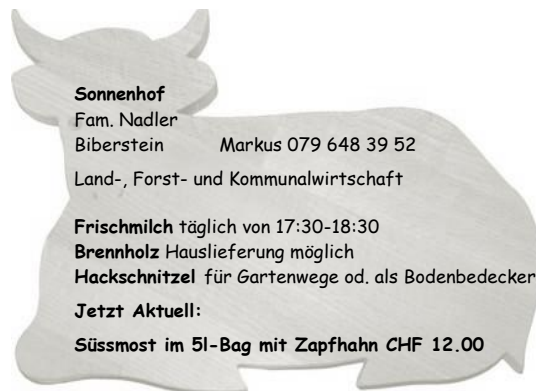 Sonnenhof
Fam. Nadler
Biberstein Markus 079 648 39 52
Land-, Forst- und Kommunalwirtschaft
Frischmilch täglich von 17:30-18:30
Brennholz Hauslieferung möglich
Hackschnitzel für Gartenwege od. als Bodenbedecker
Jetzt Aktuell:
Süssmost im 5l-Bag mit Zapfhahn CHF 12.00